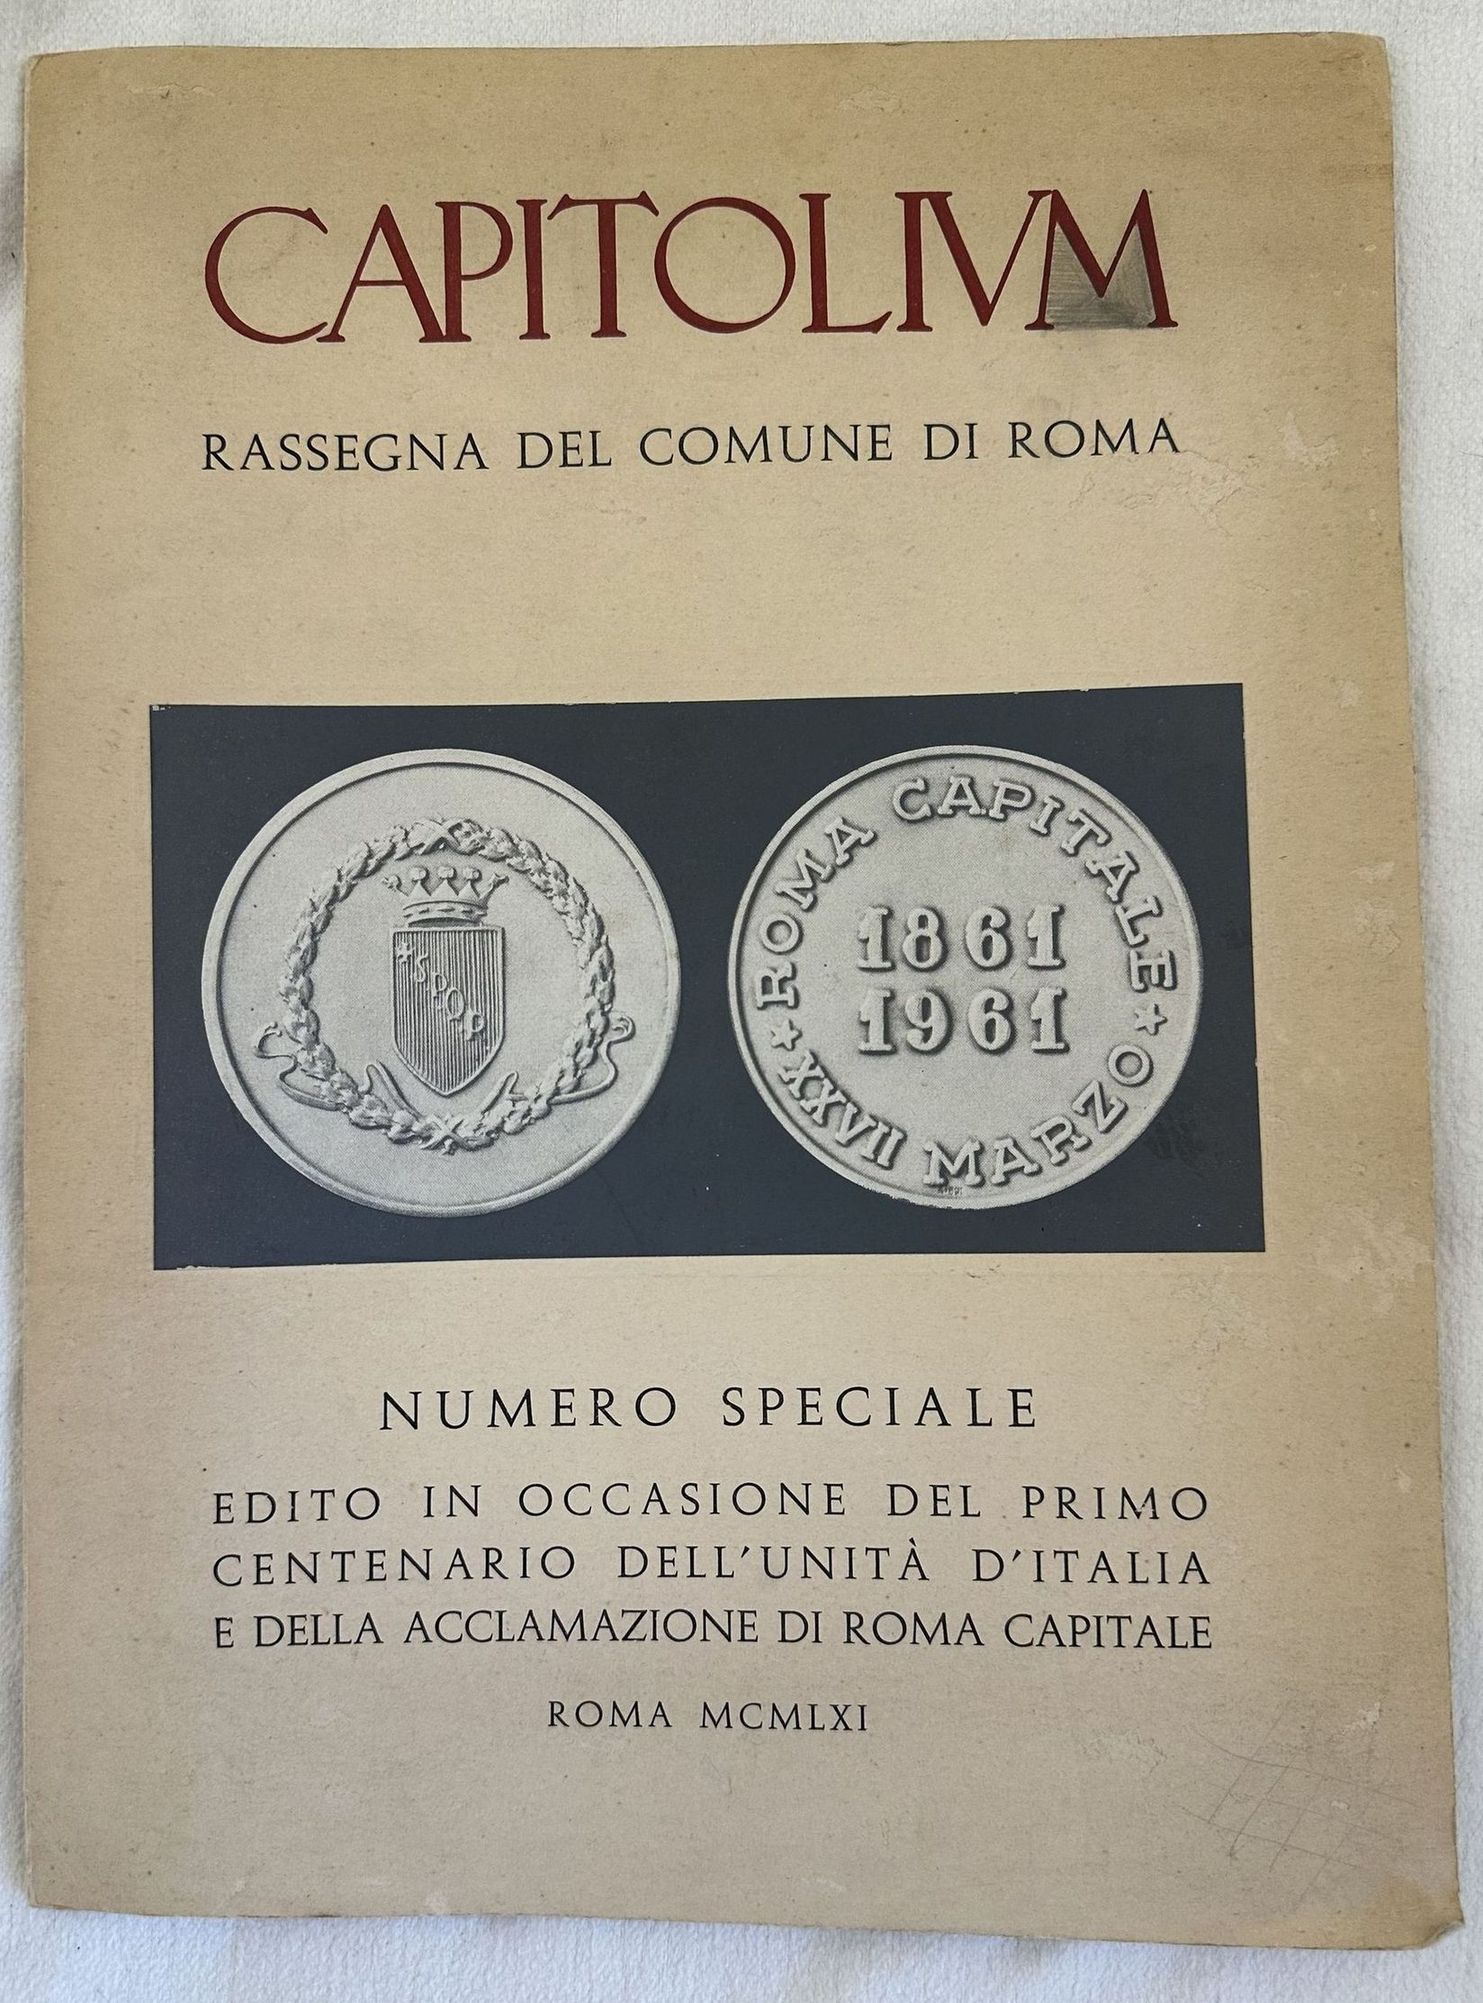 CAPITOLIVM
RASSEGNA DEL COMUNE DI ROMA
*SPQR
ROMA CAPITALE
1861
1961
XXVII MARZO
NUMERO SPECIALE
EDITO IN OCCASIONE DEL PRIMO
CENTENARIO DELL'UNITÀ D'ITALIA
E DELLA ACCLAMAZIONE DI ROMA CAPITALE
ROMA MCMLXI